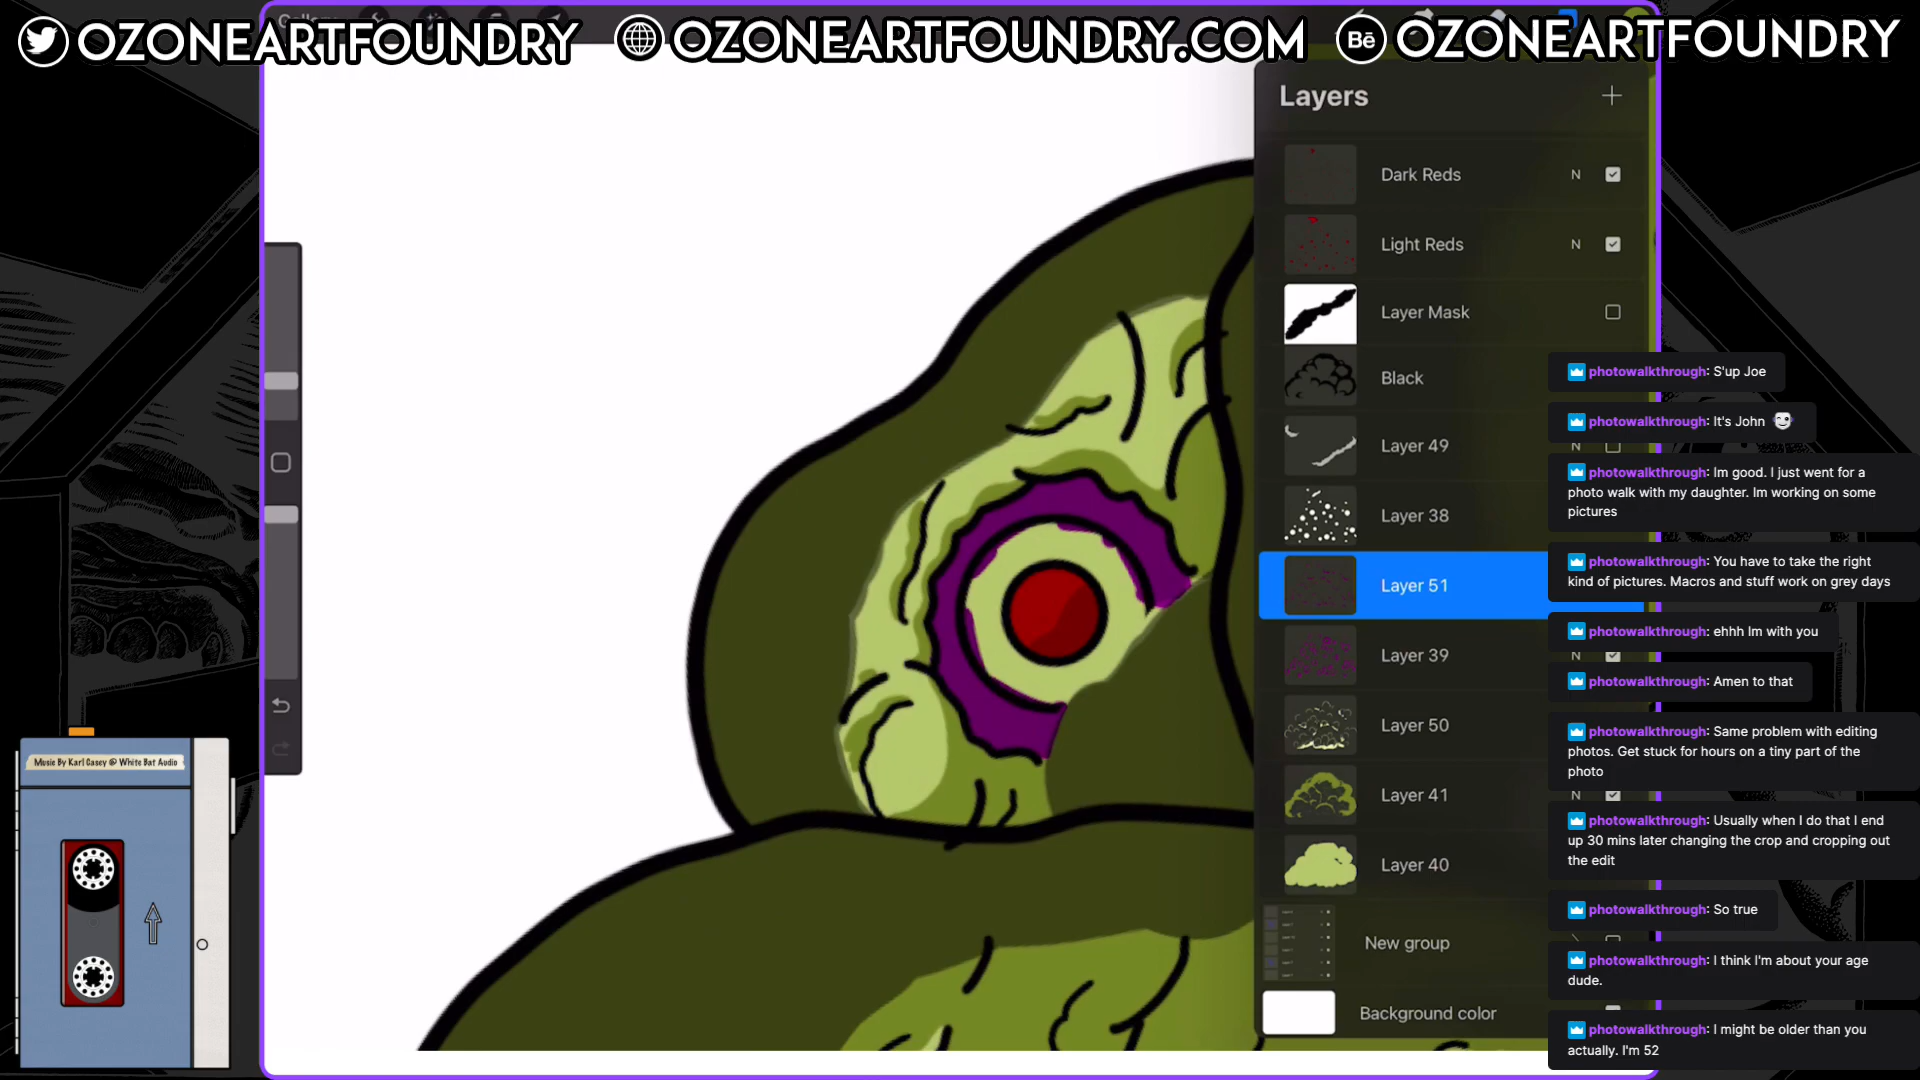 OZONEARTFOUNDRY
OZONEARTFOUNDRY.COM
Bē OZONEARTFOUNDRY
Layers
Dark Reds N
Light Reds N
Layer Mask
Black
Layer 49 N
Layer 38
Layer 51
Layer 39 N
Layer 50
Layer 41 N
Layer 40
New group
Background color
photowalkthrough: S'up Joe
photowalkthrough: It's John
photowalkthrough: Im good. I just went for a
photo walk with my daughter. Im working on some
pictures
photowalkthrough: You have to take the right
kind of pictures. Macros and stuff work on grey days
photowalkthrough: ehhh Im with you
photowalkthrough: Amen to that
photowalkthrough: Same problem with editing
photos. Get stuck for hours on a tiny part of the
photo
photowalkthrough: Usually when I do that I end
up 30 mins later changing the crop and cropping out
the edit
photowalkthrough: So true
photowalkthrough: I think I'm about your age
dude.
photowalkthrough: I might be older than you
actually. I'm 52
Music By Karl Casey @ White Bat Audio